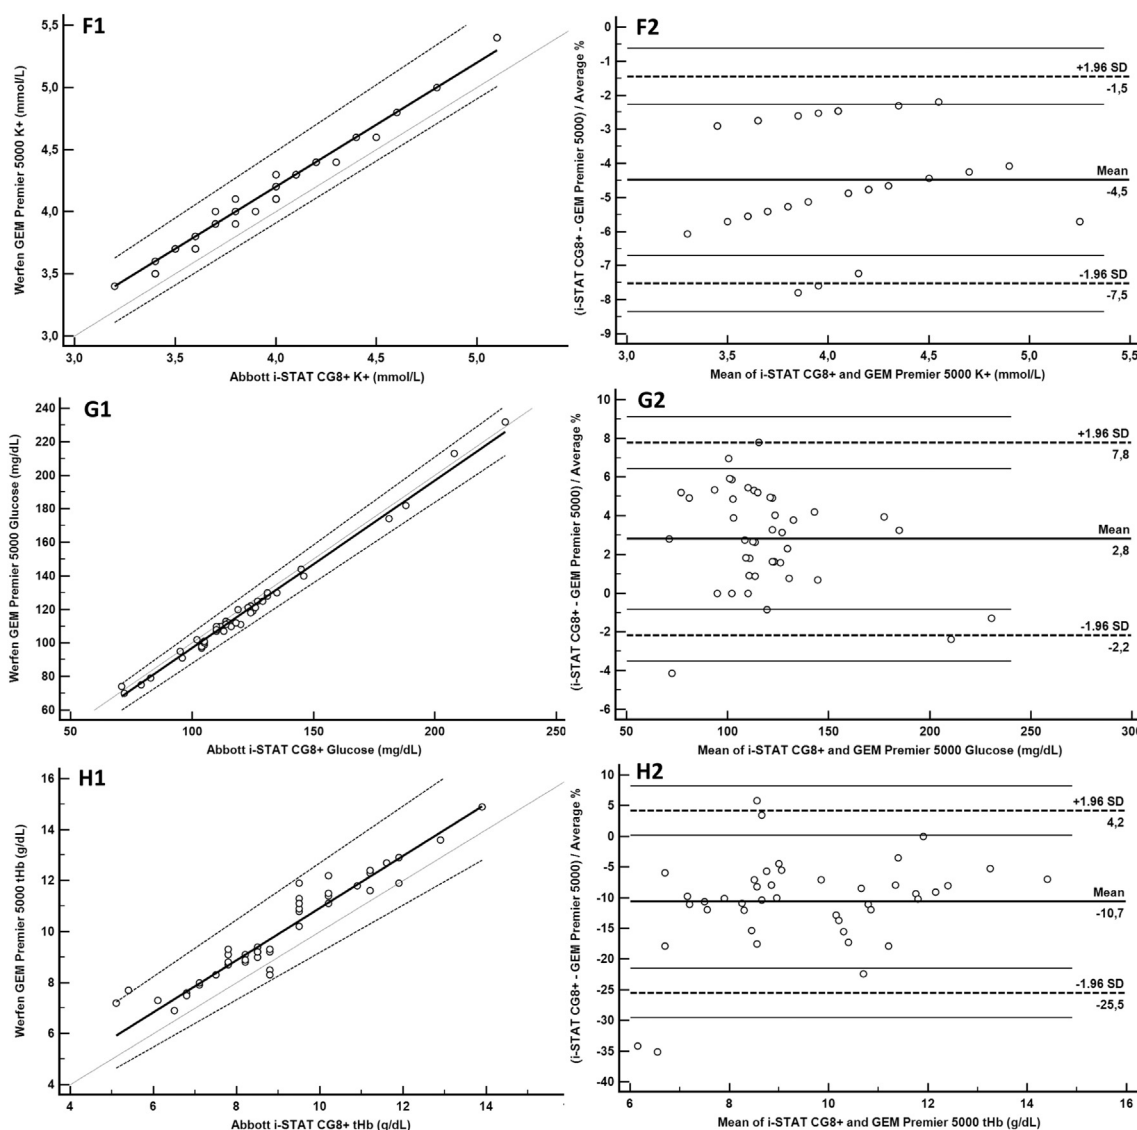 F1
Werfen GEM Premier 5000 K+ (mmol/L)
5,5
5,0
4,5
4,0
3,5
3,0
3,0 3,5 4,0 4,5 5,0
Abbott i-STAT CG8+ K+ (mmol/L)
F2
(i-STAT CG8+ - GEM Premier 5000) / Average %
0
-1
-2
-3
-4
-5
-6
-7
-8
-9
+1.96 SD
-1,5
Mean
-4,5
-1.96 SD
-7,5
3,0 3,5 4,0 4,5 5,0 5,5
Mean of i-STAT CG8+ and GEM Premier 5000 K+ (mmol/L)
G1
Werfen GEM Premier 5000 Glucose (mg/dL)
240
220
200
180
160
140
120
100
80
60
50 100 150 200 250
Abbott i-STAT CG8+ Glucose (mg/dL)
G2
(i-STAT CG8+ - GEM Premier 5000) / Average %
10
8
6
4
2
0
-2
-4
-6
+1.96 SD
7,8
Mean
2,8
-1.96 SD
-2,2
50 100 150 200 250 300
Mean of i-STAT CG8+ and GEM Premier 5000 Glucose (mg/dL)
H1
Werfen GEM Premier 5000 tHb (g/dL)
16
14
12
10
8
6
4
4 6 8 10 12 14
Abbott i-STAT CG8+ tHb (g/dL)
H2
(i-STAT CG8+ - GEM Premier 5000) / Average %
10
5
0
-5
-10
-15
-20
-25
-30
-35
-40
+1.96 SD
4,2
Mean
-10,7
-1.96 SD
-25,5
6 8 10 12 14 16
Mean of i-STAT CG8+ and GEM Premier 5000 tHb (g/dL)